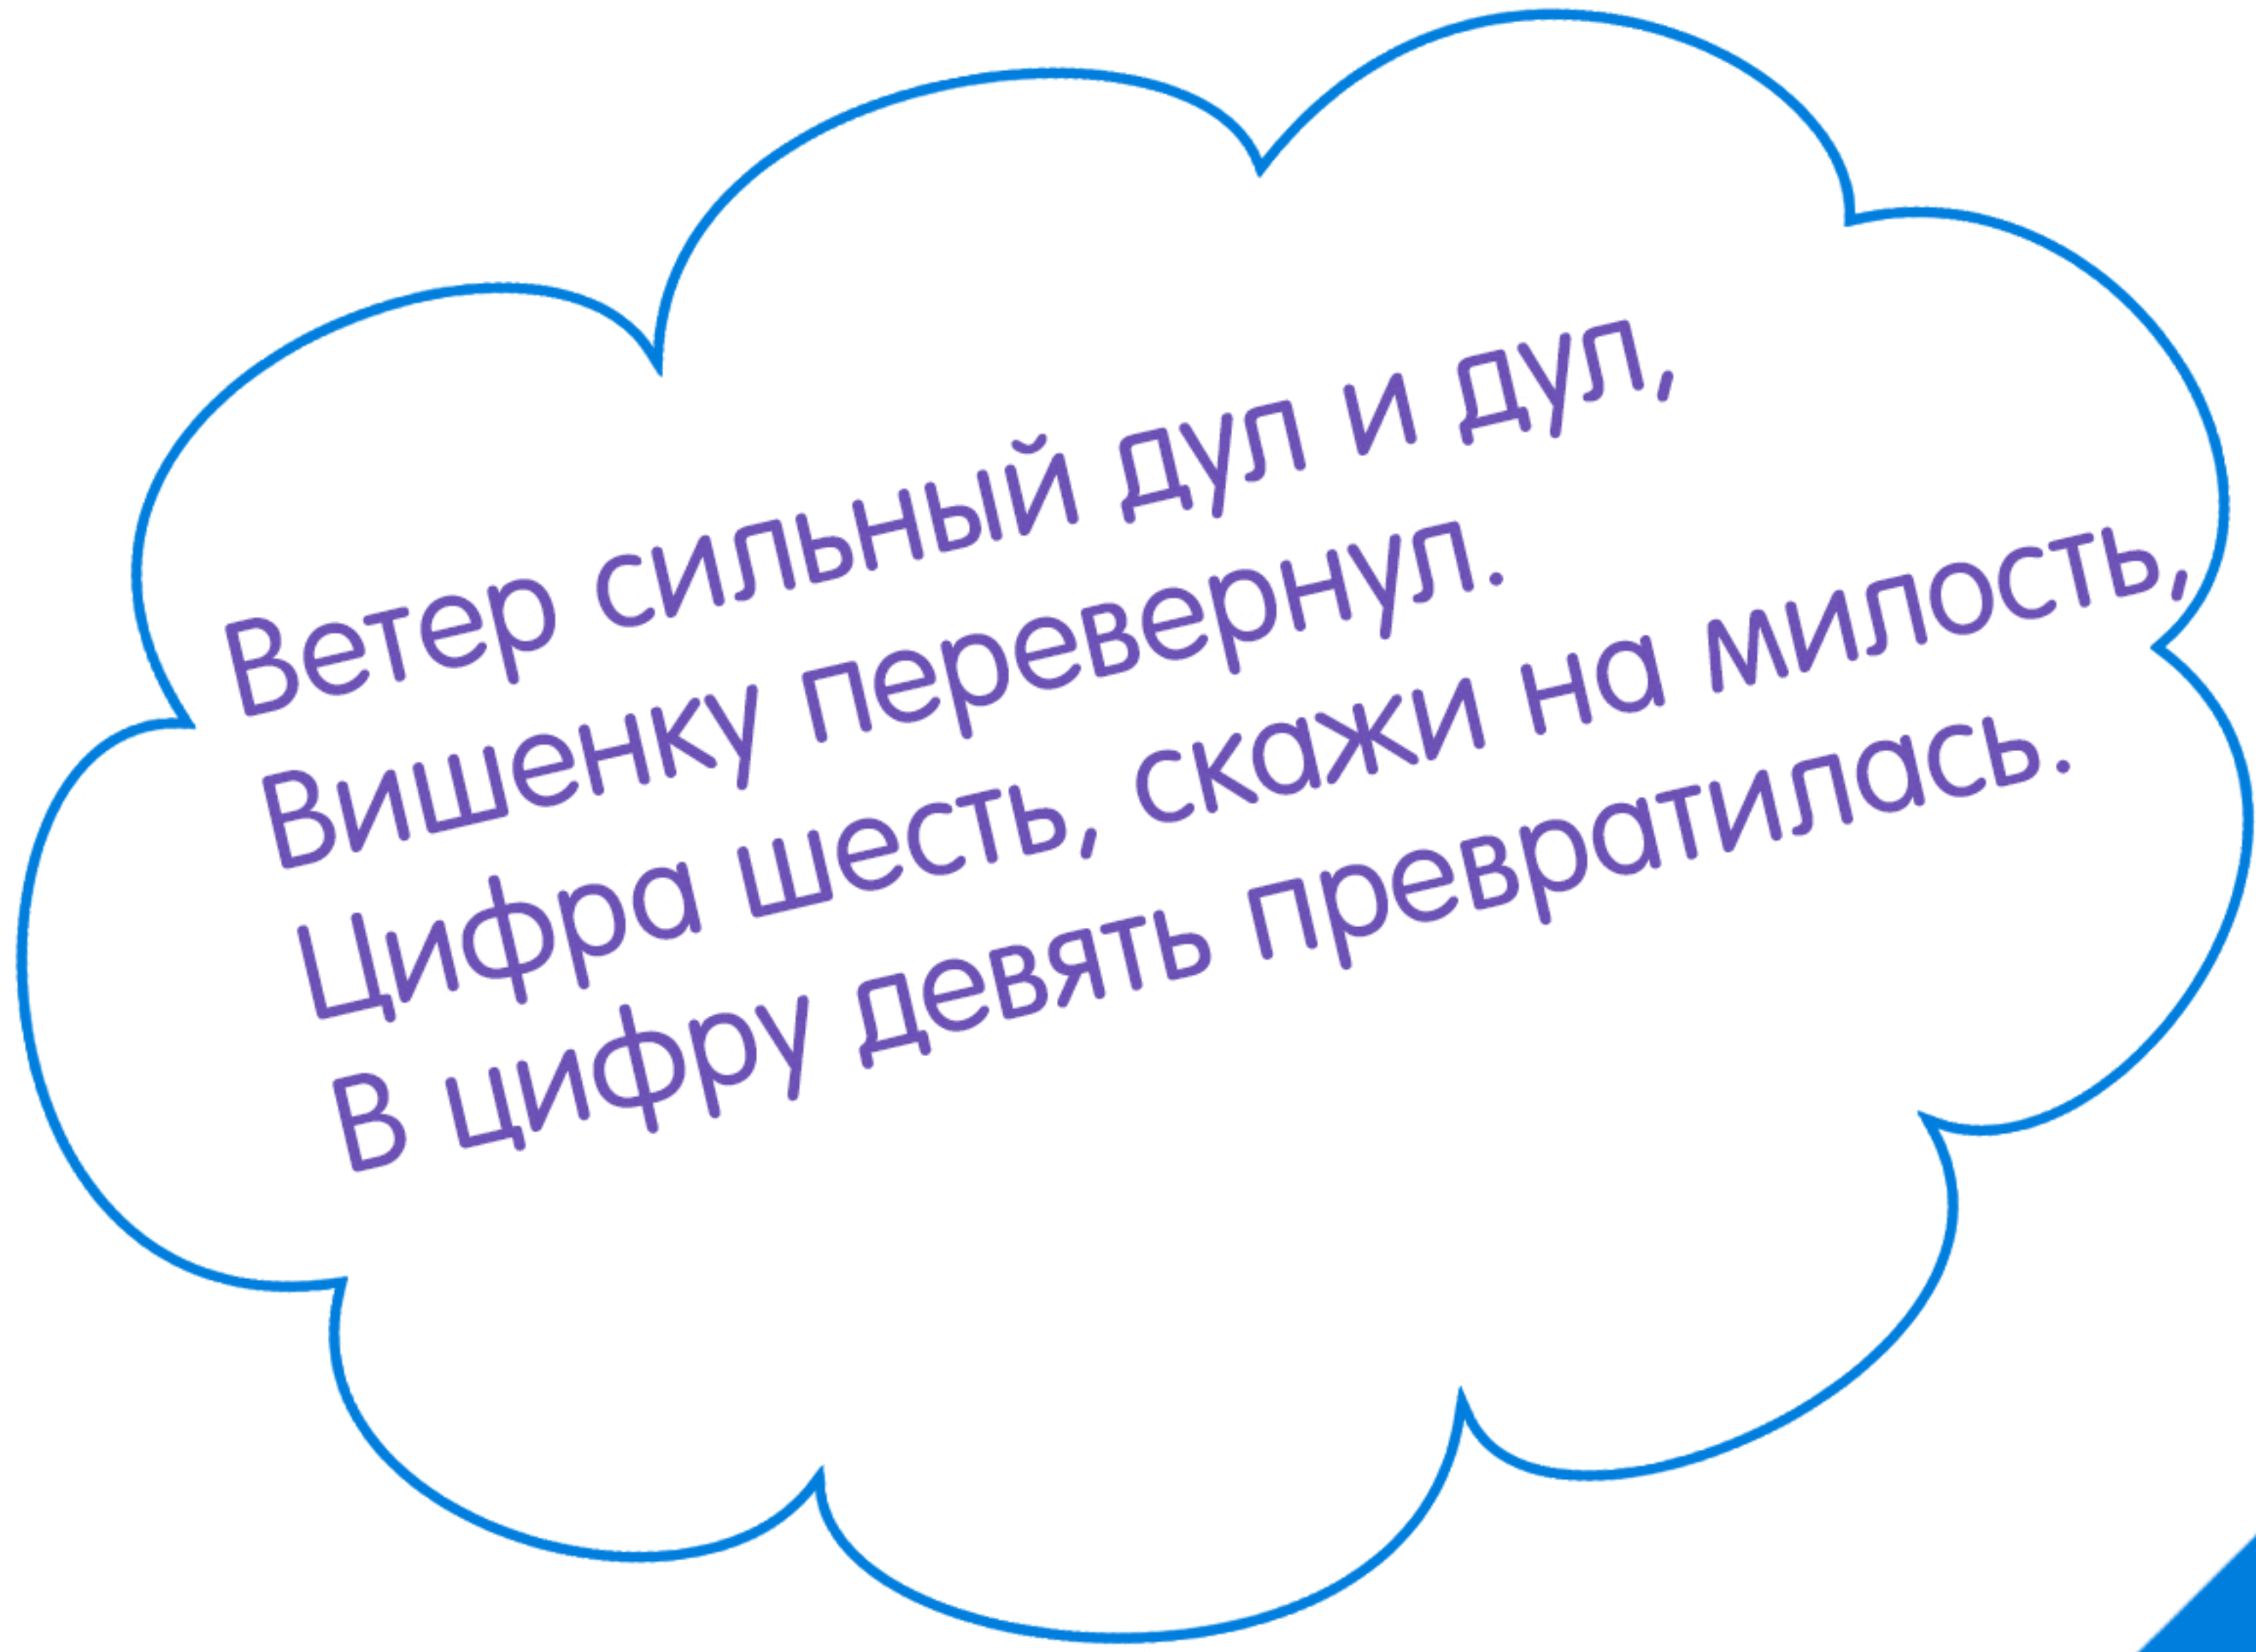 Ветер сильный дул и дул,
Вишенку перевернул.
Цифра шесть, скажи на милость,
В цифру девять превратилась.